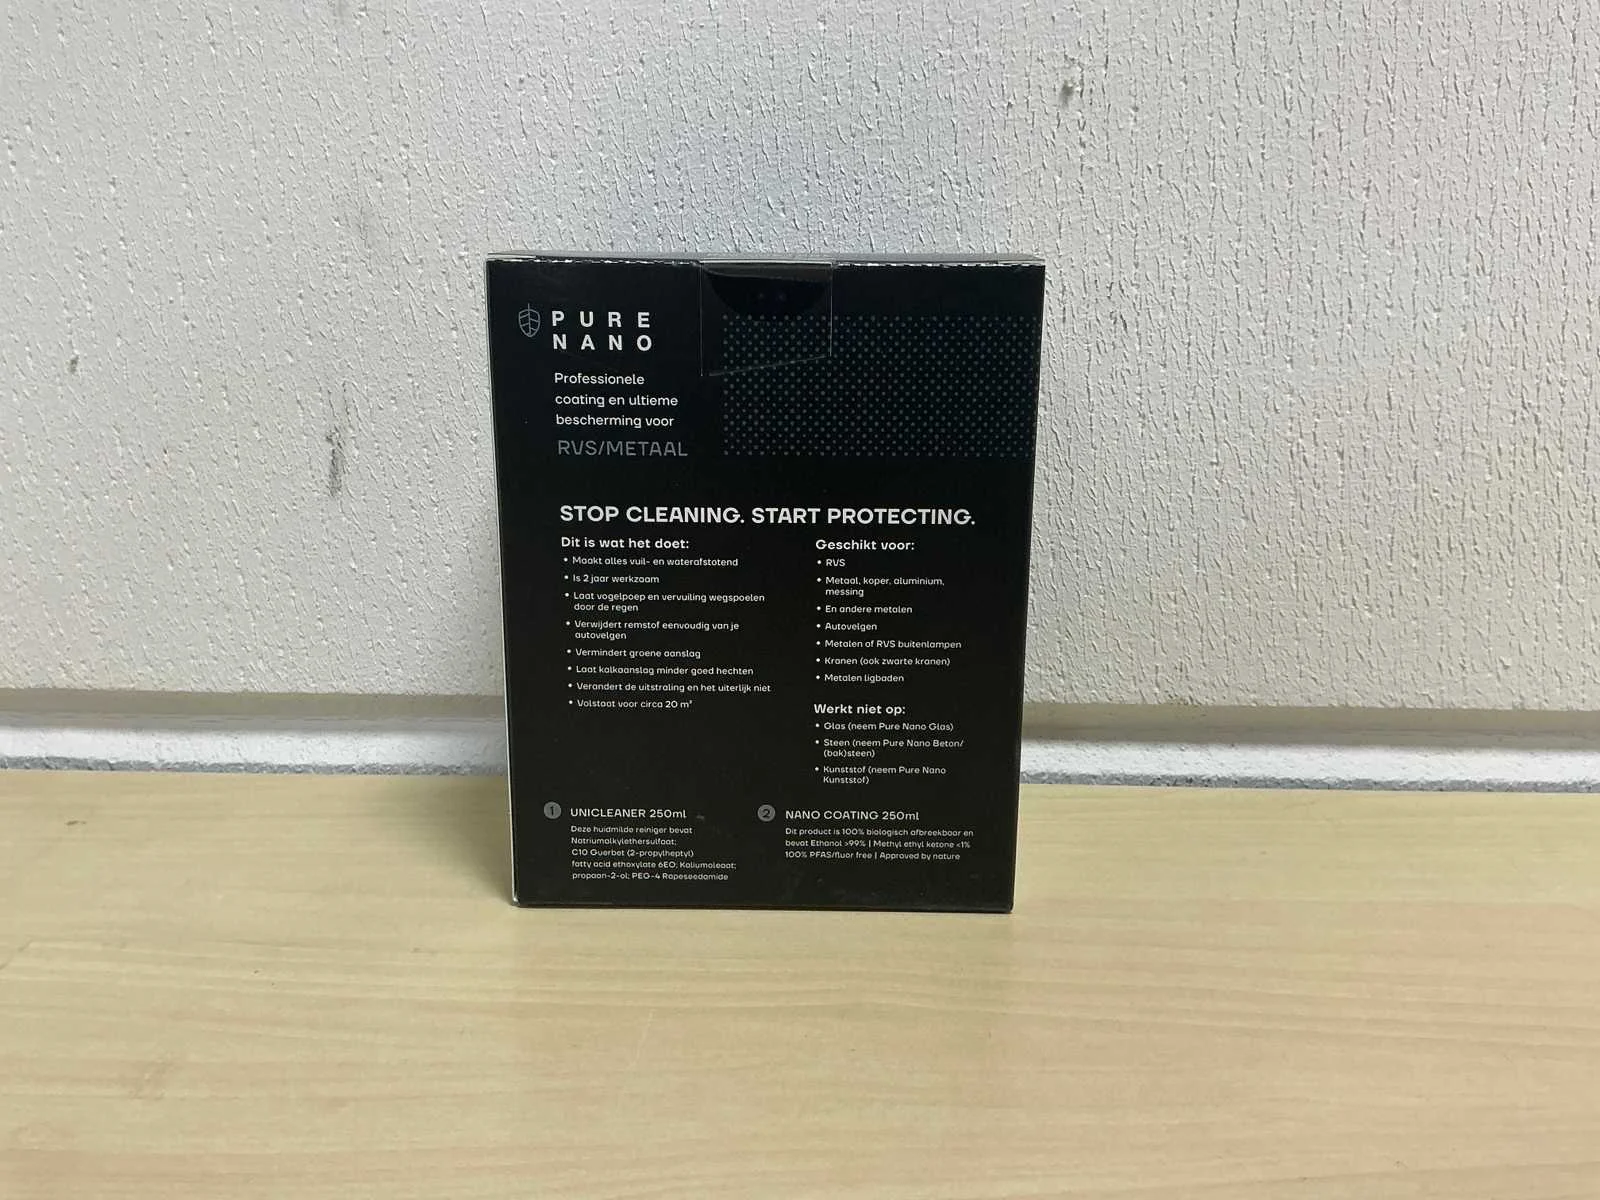 PURE
NANO
Professionele
coating en ultieme
bescherming voor
RVS/METAAL
STOP CLEANING. START PROTECTING.
Dit is wat het doet:
• Maakt alles vuil- en waterafstotend
• Is 2 jaar werkzaam
• Laat vogelpoep en vervuiling wegspoelen
door de regen
• Verwijdert remstof eenvoudig van je
autovelgen
• Vermindert groene aanslag
• Laat kalkaanslag minder goed hechten
• Verandert de uitstraling en het uiterlijk niet
• Volstaat voor circa 20 m²
Geschikt voor:
• RVS
• Metaal, koper, aluminium,
messing
• En andere metalen
• Autovelgen
• Metalen of RVS buitenlampen
• Kranen (ook zwarte kranen)
• Metalen ligbaden
Werkt niet op:
• Glas (neem Pure Nano Glas)
• Steen (neem Pure Nano Beton/
(bak)steen)
• Kunststof (neem Pure Nano
Kunststof)
1 UNICLEANER 250ml
Deze huidmilde reiniger bevat
Natriumalkylethersulfaat;
C10 Guerbet (2-propylheptyl)
fatty acid ethoxylate 6EO; Kaliumoleaat;
propaan-2-ol; PEG-4 Rapeseedamide
2 NANO COATING 250ml
Dit product is 100% biologisch afbreekbaar en
bevat Ethanol >99% | Methyl ethyl ketone <1%
100% PFAS/fluor free | Approved by nature